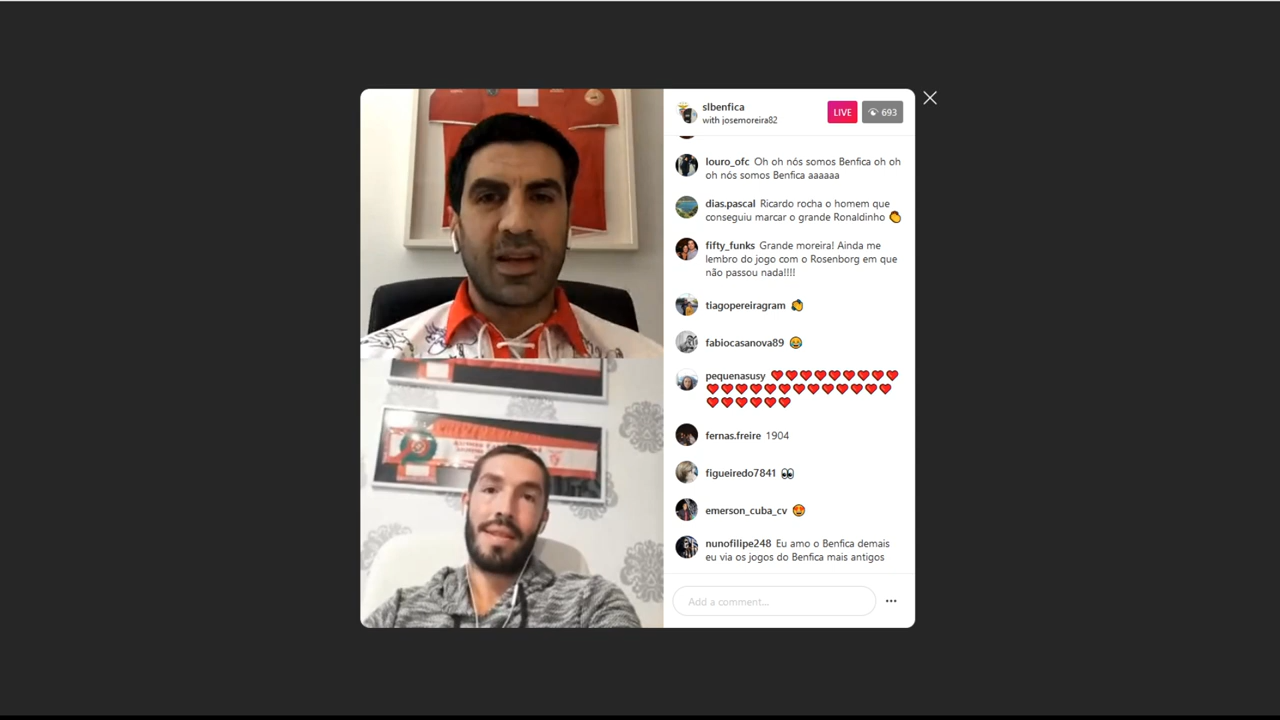 slbenfica
with josemoreira82
LIVE
693
louro_ofc Oh oh nós somos Benfica oh oh
oh nós somos Benfica aaaaaa
dias.pascal Ricardo rocha o homem que
conseguiu marcar o grande Ronaldinho 👏
fifty_funks Grande moreira! Ainda me
lembro do jogo com o Rosenborg em que
não passou nada!!!!
tiagopereiragram 👏
fabiocasanova89 😂
pequenasusy ❤❤❤❤❤❤❤❤❤
❤❤❤❤❤❤❤❤❤❤❤❤❤
❤❤❤❤❤❤
fernas.freire 1904
figueiredo7841 👀
emerson_cuba_cv 😍
nunofilipe248 Eu amo o Benfica demais
eu via os jogos do Benfica mais antigos
Add a comment...